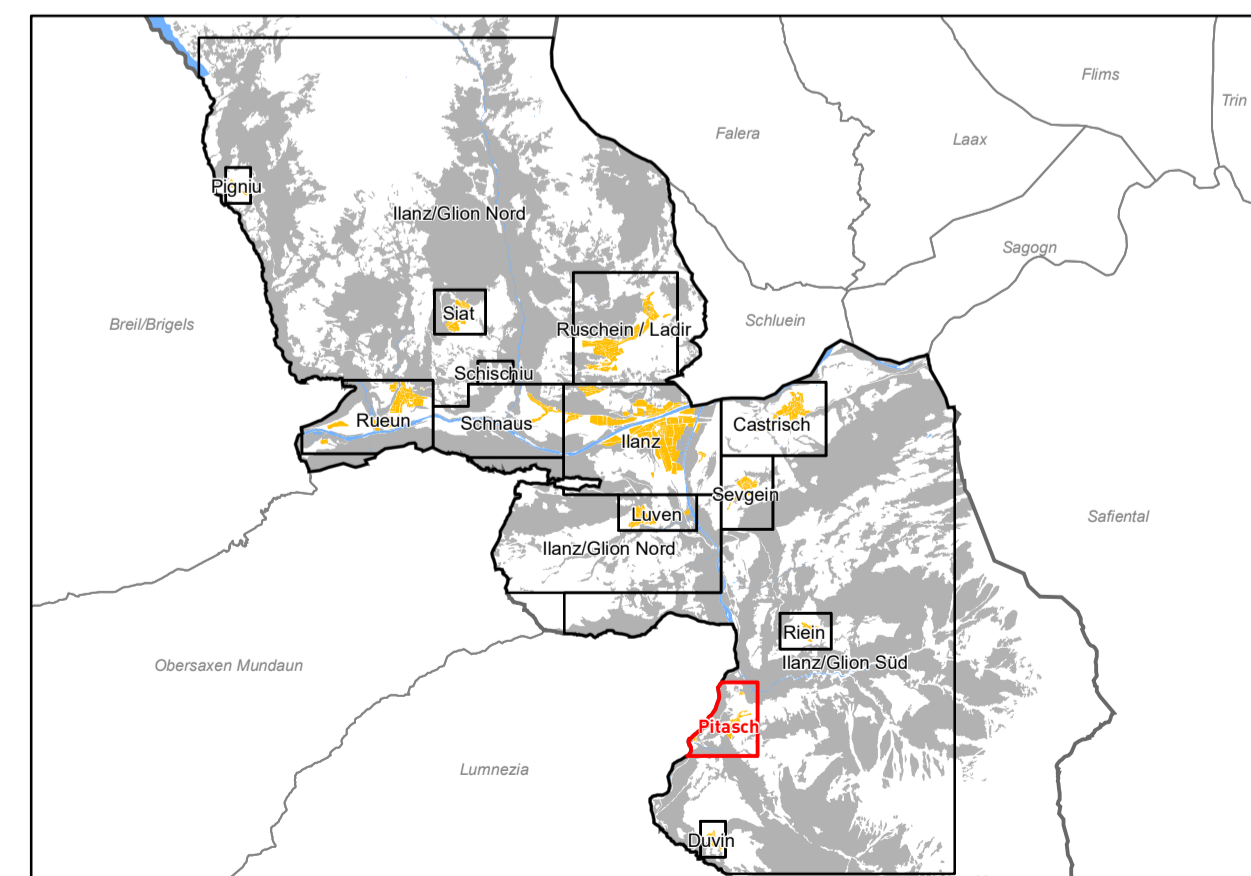 Flims
Trin
Falera
Laax
Pigniu
Ilanz/Glion Nord
Sagogn
Siat
Breil/Brigels
Ruschein / Ladir
Schluein
Schischiu
Rueun
Schnaus
Ilanz
Castrisch
Sevgein
Luven
Safiental
Ilanz/Glion Nord
Riein
Obersaxen Mundaun
Ilanz/Glion Süd
Pitasch
Lumnezia
Duvin